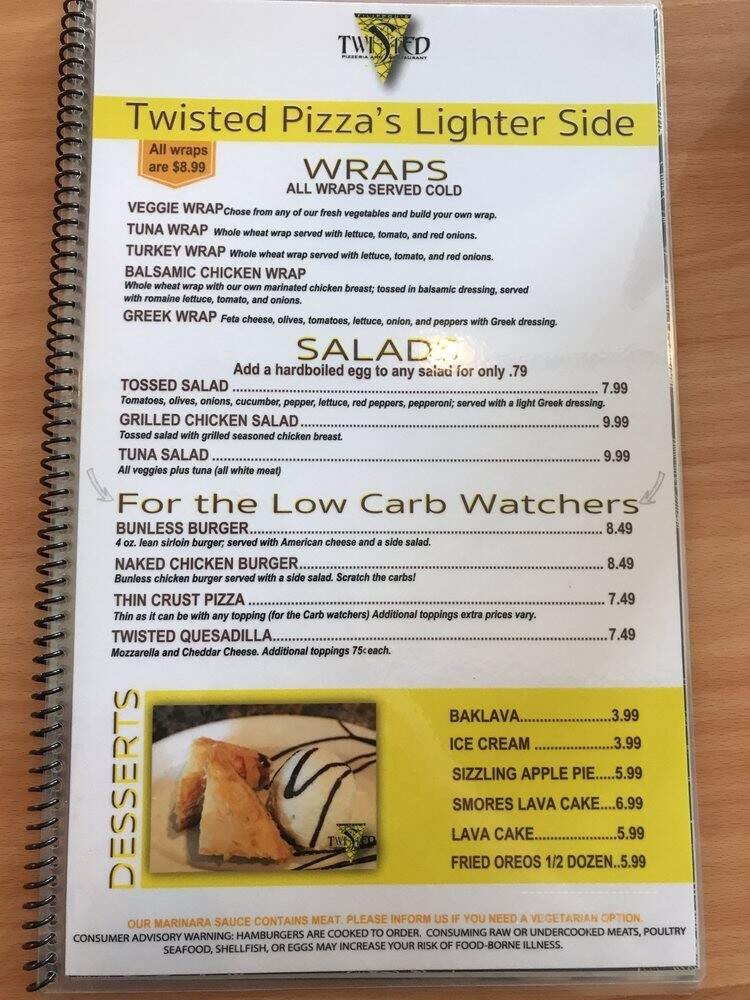 TWISTED
PIZZERIA AND RESTAURANT
Twisted Pizza's Lighter Side
All wraps
are $8.99
WRAPS
ALL WRAPS SERVED COLD
VEGGIE WRAP Chose from any of our fresh vegetables and build your own wrap.
TUNA WRAP Whole wheat wrap served with lettuce, tomato, and red onions.
TURKEY WRAP Whole wheat wrap served with lettuce, tomato, and red onions.
BALSAMIC CHICKEN WRAP
Whole wheat wrap with our own marinated chicken breast; tossed in balsamic dressing, served
with romaine lettuce, tomato, and onions.
GREEK WRAP Feta cheese, olives, tomatoes, lettuce, onion, and peppers with Greek dressing.
SALADS
Add a hardboiled egg to any salad for only .79
TOSSED SALAD ........ 7.99
Tomatoes, olives, onions, cucumber, pepper, lettuce, red peppers, pepperoni; served with a light Greek dressing.
GRILLED CHICKEN SALAD ........ 9.99
Tossed salad with grilled seasoned chicken breast.
TUNA SALAD ........ 9.99
All veggies plus tuna (all white meat)
For the Low Carb Watchers
BUNLESS BURGER ........ 8.49
4 oz. lean sirloin burger; served with American cheese and a side salad.
NAKED CHICKEN BURGER ........ 8.49
Bunless chicken burger served with a side salad. Scratch the carbs!
THIN CRUST PIZZA ........ 7.49
Thin as it can be with any topping (for the Carb watchers) Additional toppings extra prices vary.
TWISTED QUESADILLA ........ 7.49
Mozzarella and Cheddar Cheese. Additional toppings 75¢ each.
DESSERTS
TWISTED
BAKLAVA ........ 3.99
ICE CREAM ........ 3.99
SIZZLING APPLE PIE.....5.99
SMORES LAVA CAKE....6.99
LAVA CAKE ........ 5.99
FRIED OREOS 1/2 DOZEN..5.99
OUR MARINARA SAUCE CONTAINS MEAT. PLEASE INFORM US IF YOU NEED A VEGETARIAN OPTION.
CONSUMER ADVISORY WARNING: HAMBURGERS ARE COOKED TO ORDER. CONSUMING RAW OR UNDERCOOKED MEATS, POULTRY
SEAFOOD, SHELLFISH, OR EGGS MAY INCREASE YOUR RISK OF FOOD-BORNE ILLNESS.